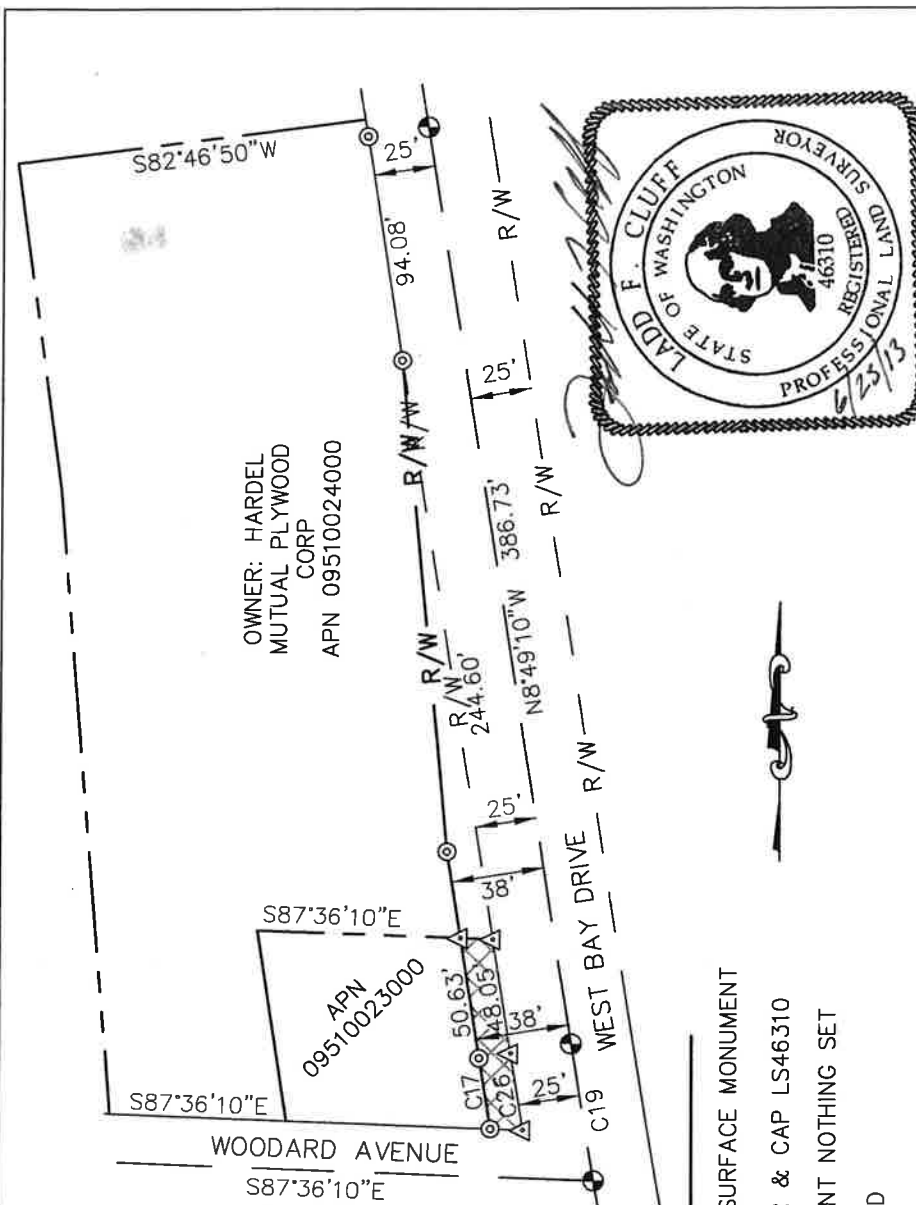 S82°46'50"W
25'
94.08'
R/W
R/W
25'
OWNER: HARDEL
MUTUAL PLYWOOD
CORP
APN 09510024000
R/W/W
R/W
R/W
244.60'
N8°49'10"W 386.73'
R/W
R/W
25'
38'
S87°36'10"E
APN
09510023000
50.63'
48.05'
38'
C17
C26
25'
C19
WEST BAY DRIVE
S87°36'10"E
WOODARD AVENUE
S87°36'10"E
LADD F. CLUFF
STATE OF WASHINGTON
46310
REGISTERED
PROFESSIONAL LAND SURVEYOR
6/25/13
SURFACE MONUMENT
& CAP LS46310
NT NOTHING SET
D